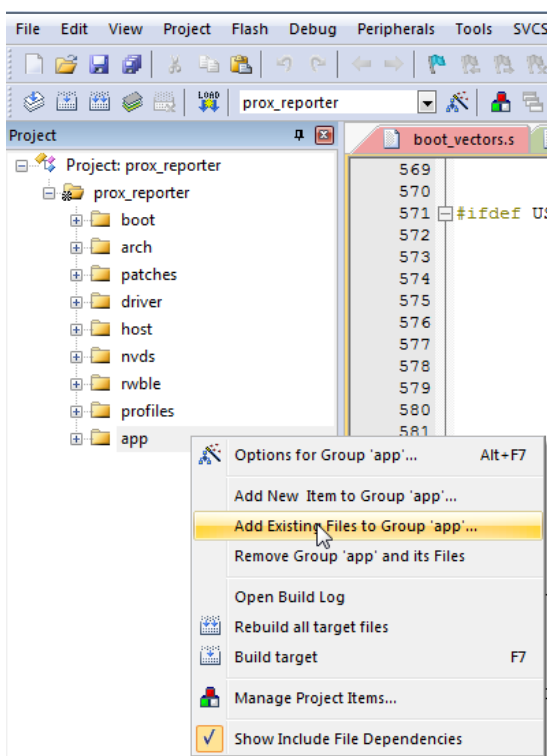 File Edit View Project Flash Debug Peripherals Tools SVCS
LOAD prox_reporter
Project
boot_vectors.s
Project: prox_reporter
prox_reporter
boot
arch
patches
driver
host
nvds
rwble
profiles
app
569
570
571 #ifdef US
572
573
574
575
576
577
578
579
580
581
Options for Group 'app'... Alt+F7
Add New Item to Group 'app'...
Add Existing Files to Group 'app'...
Remove Group 'app' and its Files
Open Build Log
Rebuild all target files
Build target F7
Manage Project Items...
Show Include File Dependencies